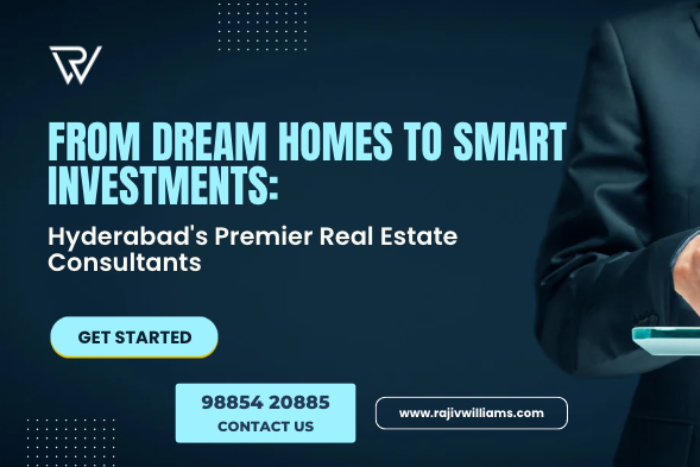 RW
FROM DREAM HOMES TO SMART
INVESTMENTS:
Hyderabad's Premier Real Estate
Consultants
GET STARTED
98854 20885
CONTACT US
www.rajivwilliams.com